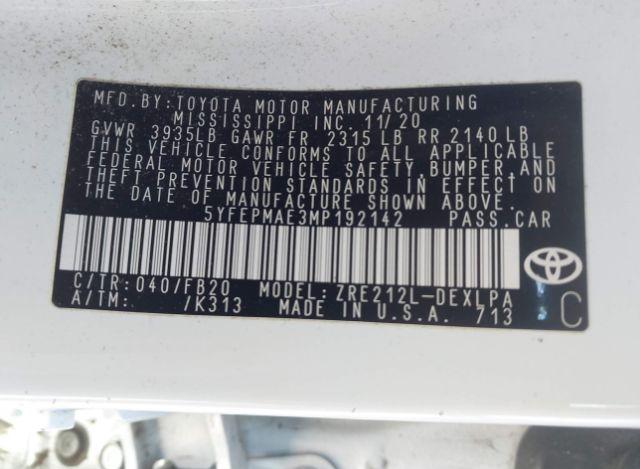 MFD. BY: TOYOTA MOTOR MANUFACTURING
MISSISSIPPI INC. 11/20
GVWR 3935LB GAWR FR 2315 LB RR 2140 LB
THIS VEHICLE CONFORMS TO ALL APPLICABLE
FEDERAL MOTOR VEHICLE SAFETY, BUMPER, AND
THEFT PREVENTION STANDARDS IN EFFECT ON
THE DATE OF MANUFACTURE SHOWN ABOVE.
5YFEPMAE3MP192142 PASS. CAR
C/TR: 040/FB20 MODEL: ZRE212L-DEXLPA
A/TM: /K313 MADE IN U.S.A. 713
C